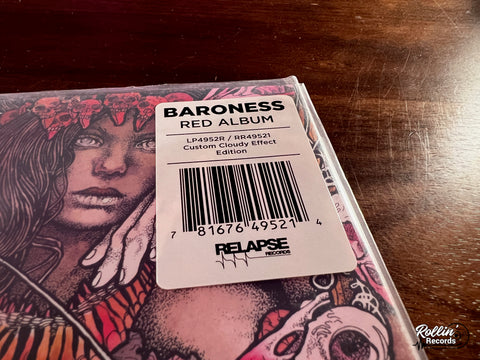 BARONESS
RED ALBUM
LP4952R / RR49521
Custom Cloudy Effect
Edition
7 81676 49521 4
RELAPSE
RECORDS
Rollin'
Records